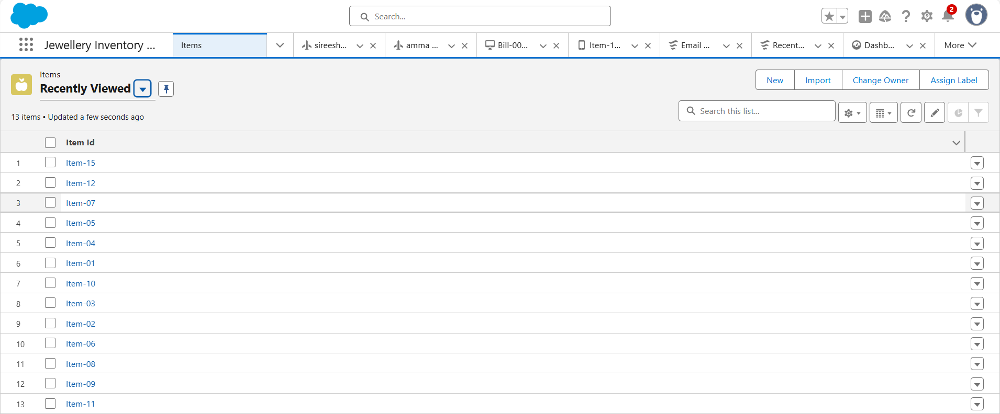 Search...
2
Jewellery Inventory ...
Items
sireesh...
amma ...
Bill-00...
Item-1...
Email ...
Recent...
Dashb...
More
Items
Recently Viewed
New
Import
Change Owner
Assign Label
13 items • Updated a few seconds ago
Search this list...
Item Id
1 Item-15
2 Item-12
3 Item-07
4 Item-05
5 Item-04
6 Item-01
7 Item-10
8 Item-03
9 Item-02
10 Item-06
11 Item-08
12 Item-09
13 Item-11